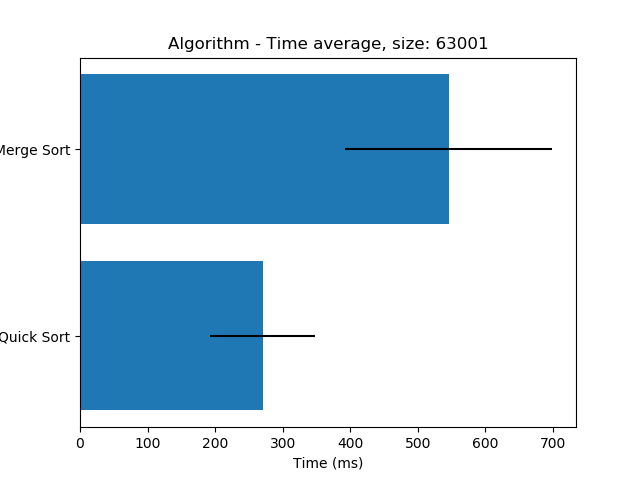 Algorithm - Time average, size: 63001
Merge Sort
Quick Sort
0 100 200 300 400 500 600 700
Time (ms)